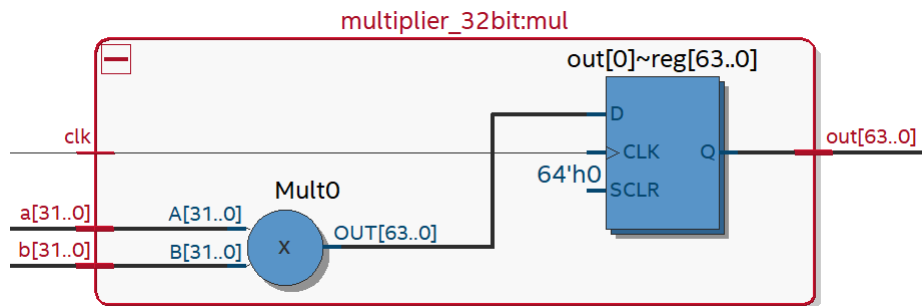 multiplier_32bit:mul
out[0]~reg[63..0]
D
clk
CLK
Q
out[63..0]
64'h0
SCLR
Mult0
a[31..0]
A[31..0]
x
OUT[63..0]
b[31..0]
B[31..0]